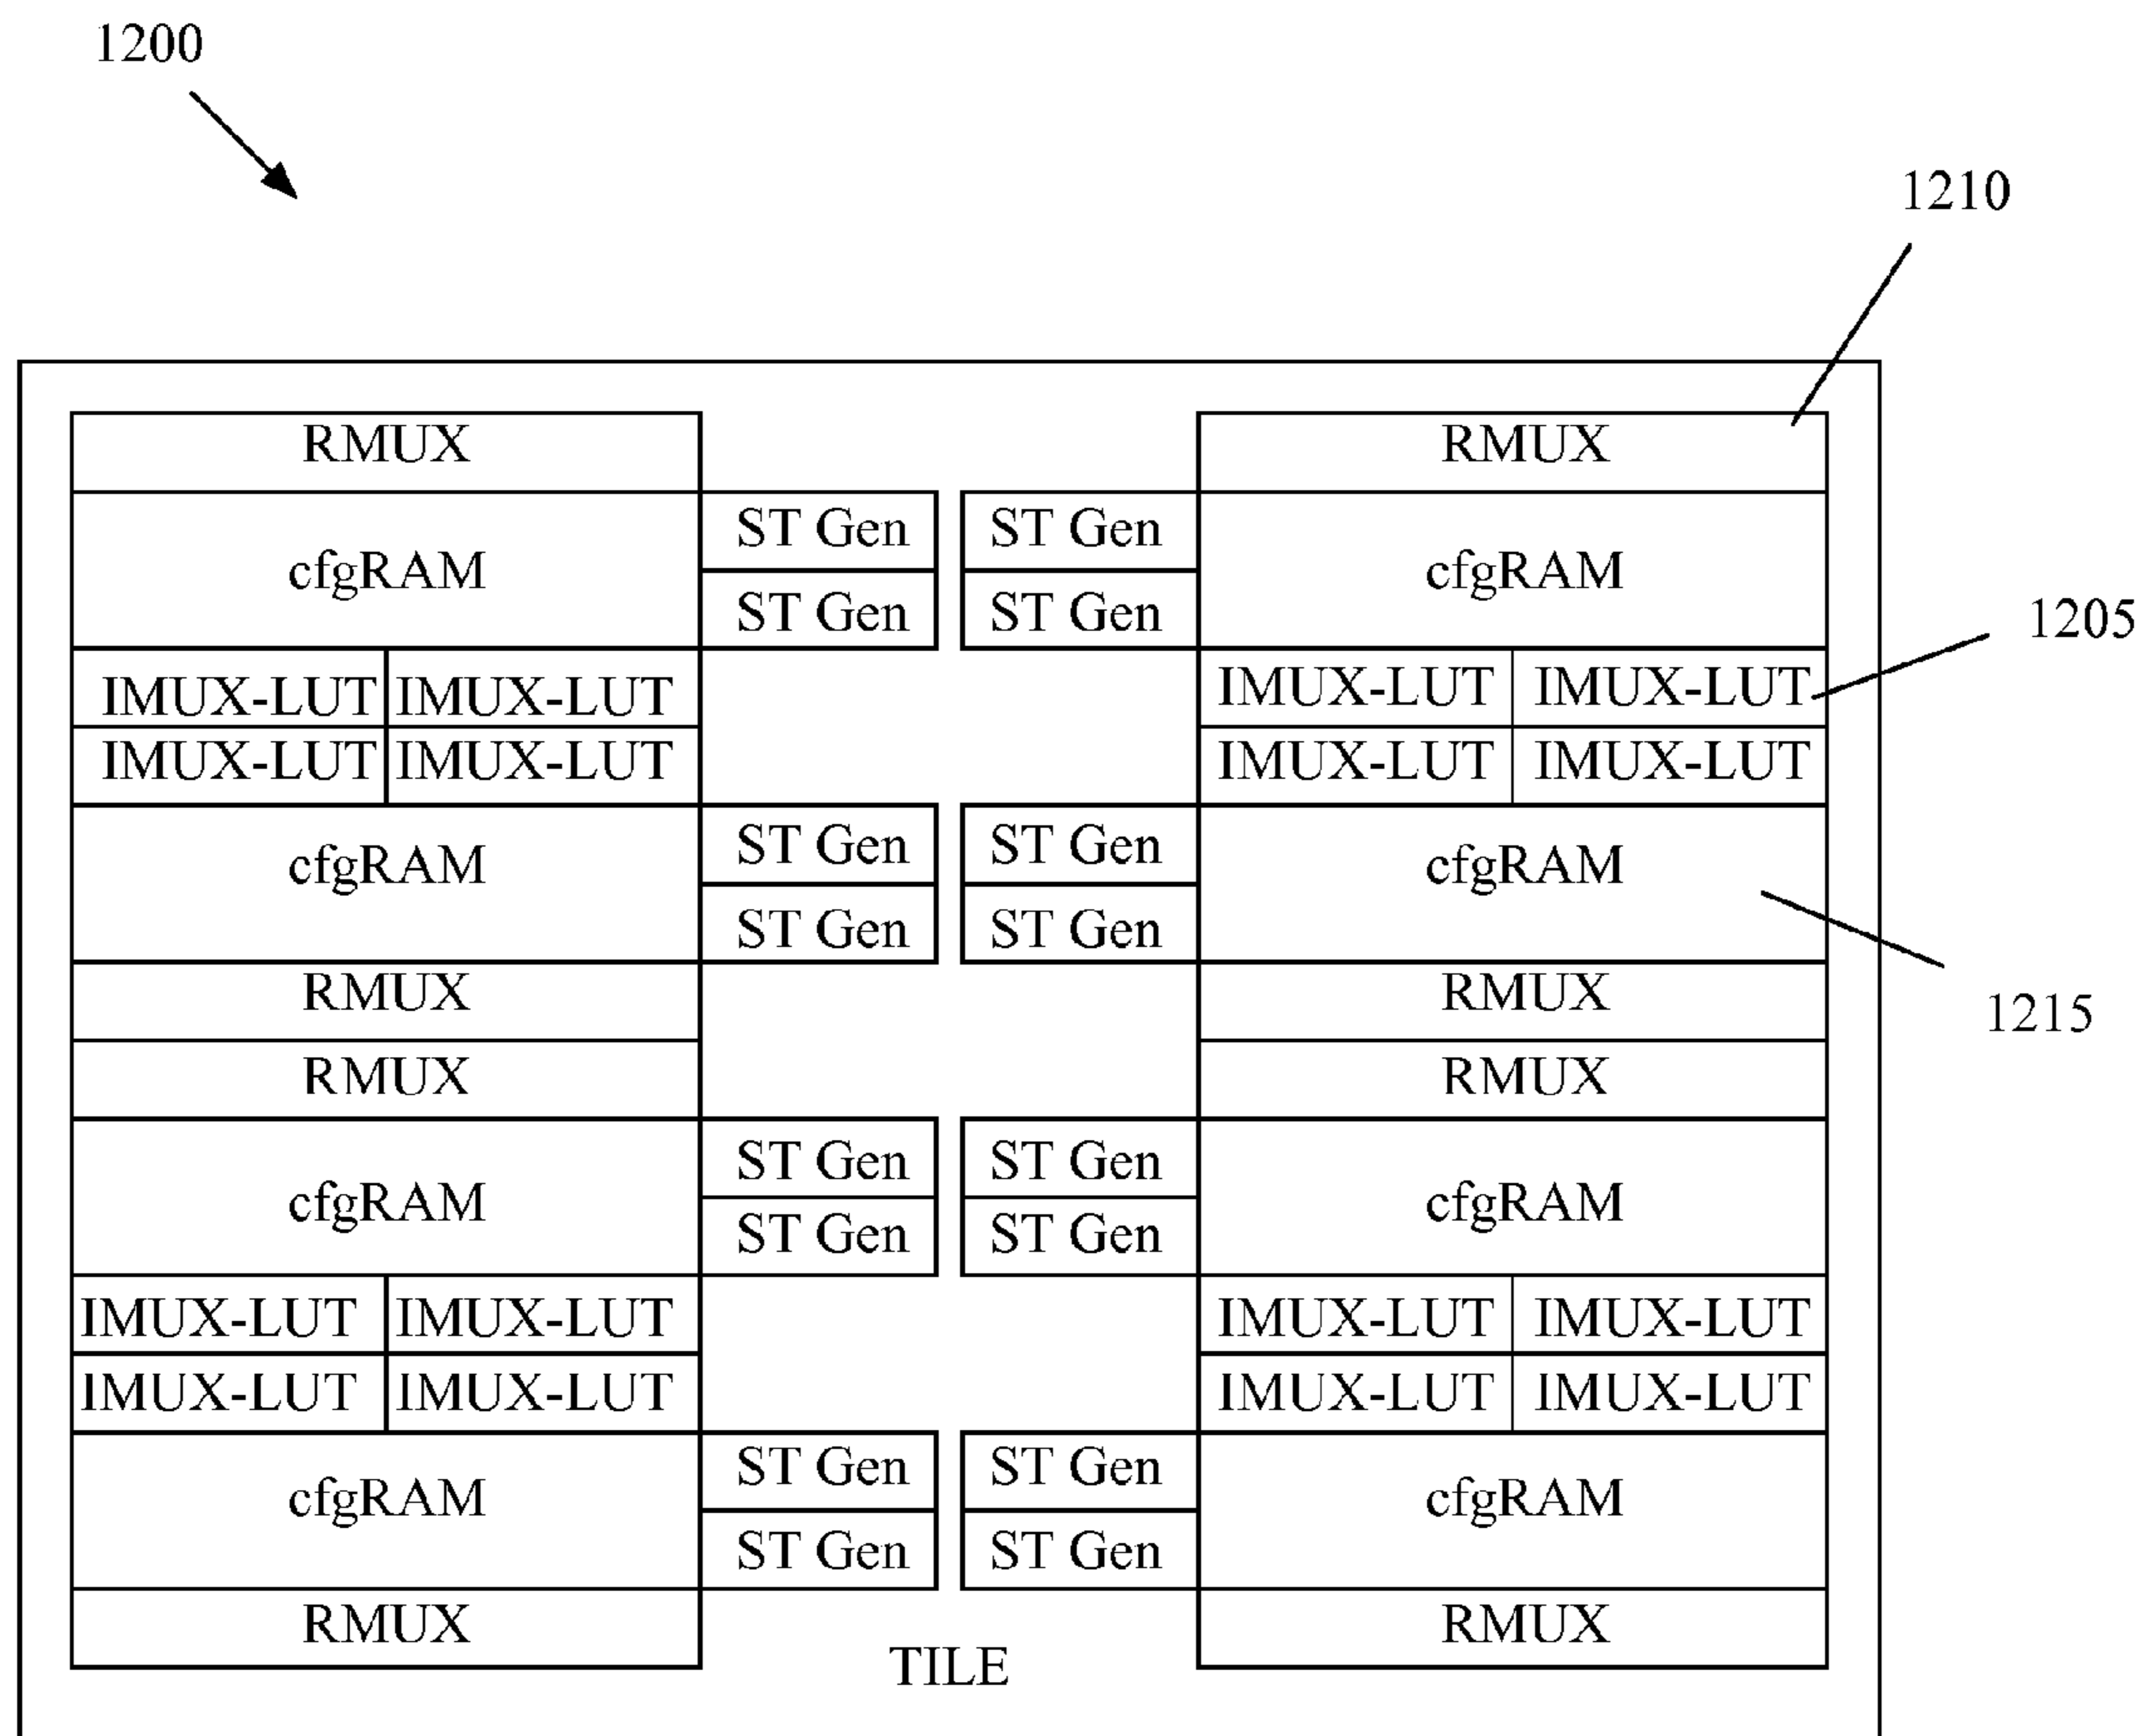 1200
1210
RMUX RMUX
ST Gen ST Gen
cfgRAM cfgRAM
ST Gen ST Gen
1205
IMUX-LUT IMUX-LUT IMUX-LUT IMUX-LUT
IMUX-LUT IMUX-LUT IMUX-LUT IMUX-LUT
ST Gen ST Gen
cfgRAM cfgRAM
ST Gen ST Gen
RMUX RMUX
1215
RMUX RMUX
ST Gen ST Gen
cfgRAM cfgRAM
ST Gen ST Gen
IMUX-LUT IMUX-LUT IMUX-LUT IMUX-LUT
IMUX-LUT IMUX-LUT IMUX-LUT IMUX-LUT
ST Gen ST Gen
cfgRAM cfgRAM
ST Gen ST Gen
RMUX RMUX
TILE